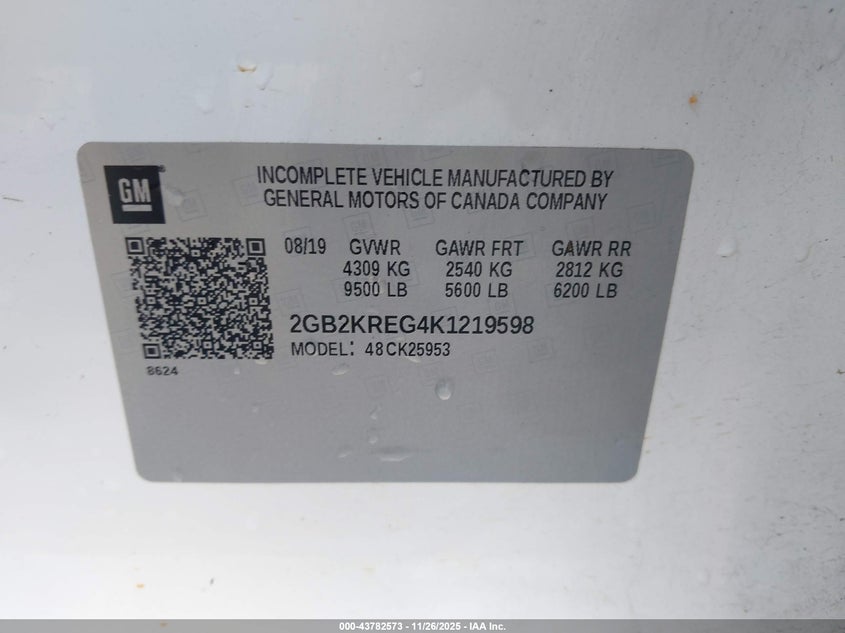 GM
INCOMPLETE VEHICLE MANUFACTURED BY
GENERAL MOTORS OF CANADA COMPANY
08/19 GVWR GAWR FRT GAWR RR
4309 KG 2540 KG 2812 KG
9500 LB 5600 LB 6200 LB
2GB2KREG4K1219598
MODEL: 48CK25953
8624
000-43782573 - 11/26/2025 - IAA Inc.